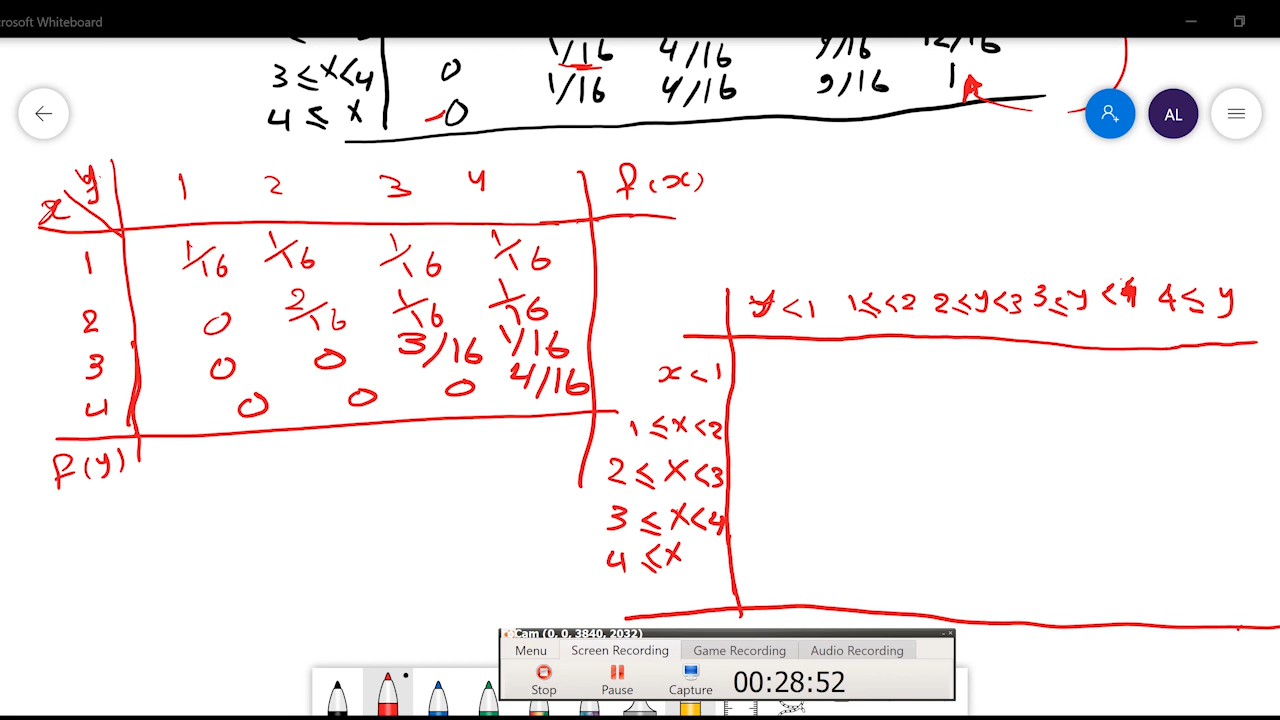 rosoft Whiteboard
1/16 4/16 9/16 12/16
3 ≤ x < 4 0 1/16 4/16 9/16 1
4 ≤ x 0
AL
x y 1 2 3 4 f(x)
1 1/16 1/16 1/16 1/16
2 0 2/16 1/16 1/16
3 0 0 3/16 1/16
4 0 0 0 4/16
f(y)
y < 1 1 ≤ < 2 2 ≤ y < 3 3 ≤ y < 4 4 ≤ y
x < 1
1 ≤ x < 2
2 ≤ x < 3
3 ≤ x < 4
4 ≤ x
Cam (0, 0, 3840, 2032)
Menu Screen Recording Game Recording Audio Recording
Stop Pause Capture 00:28:52